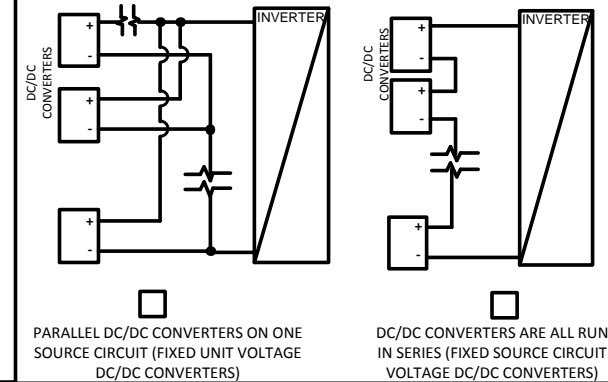 DC/DC
CONVERTERS
+
-
+
-
+
-
INVERTER
PARALLEL DC/DC CONVERTERS ON ONE
SOURCE CIRCUIT (FIXED UNIT VOLTAGE
DC/DC CONVERTERS)
DC/DC
CONVERTERS
+
-
+
-
+
-
INVERTER
DC/DC CONVERTERS ARE ALL RUN
IN SERIES (FIXED SOURCE CIRCUIT
VOLTAGE DC/DC CONVERTERS)